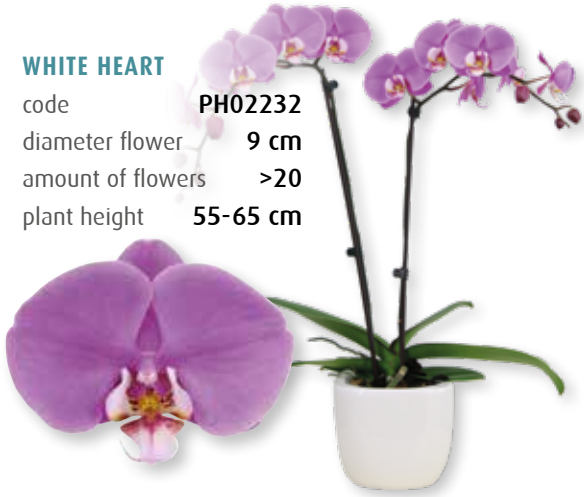 WHITE HEART
code PH02232
diameter flower 9 cm
amount of flowers >20
plant height 55-65 cm